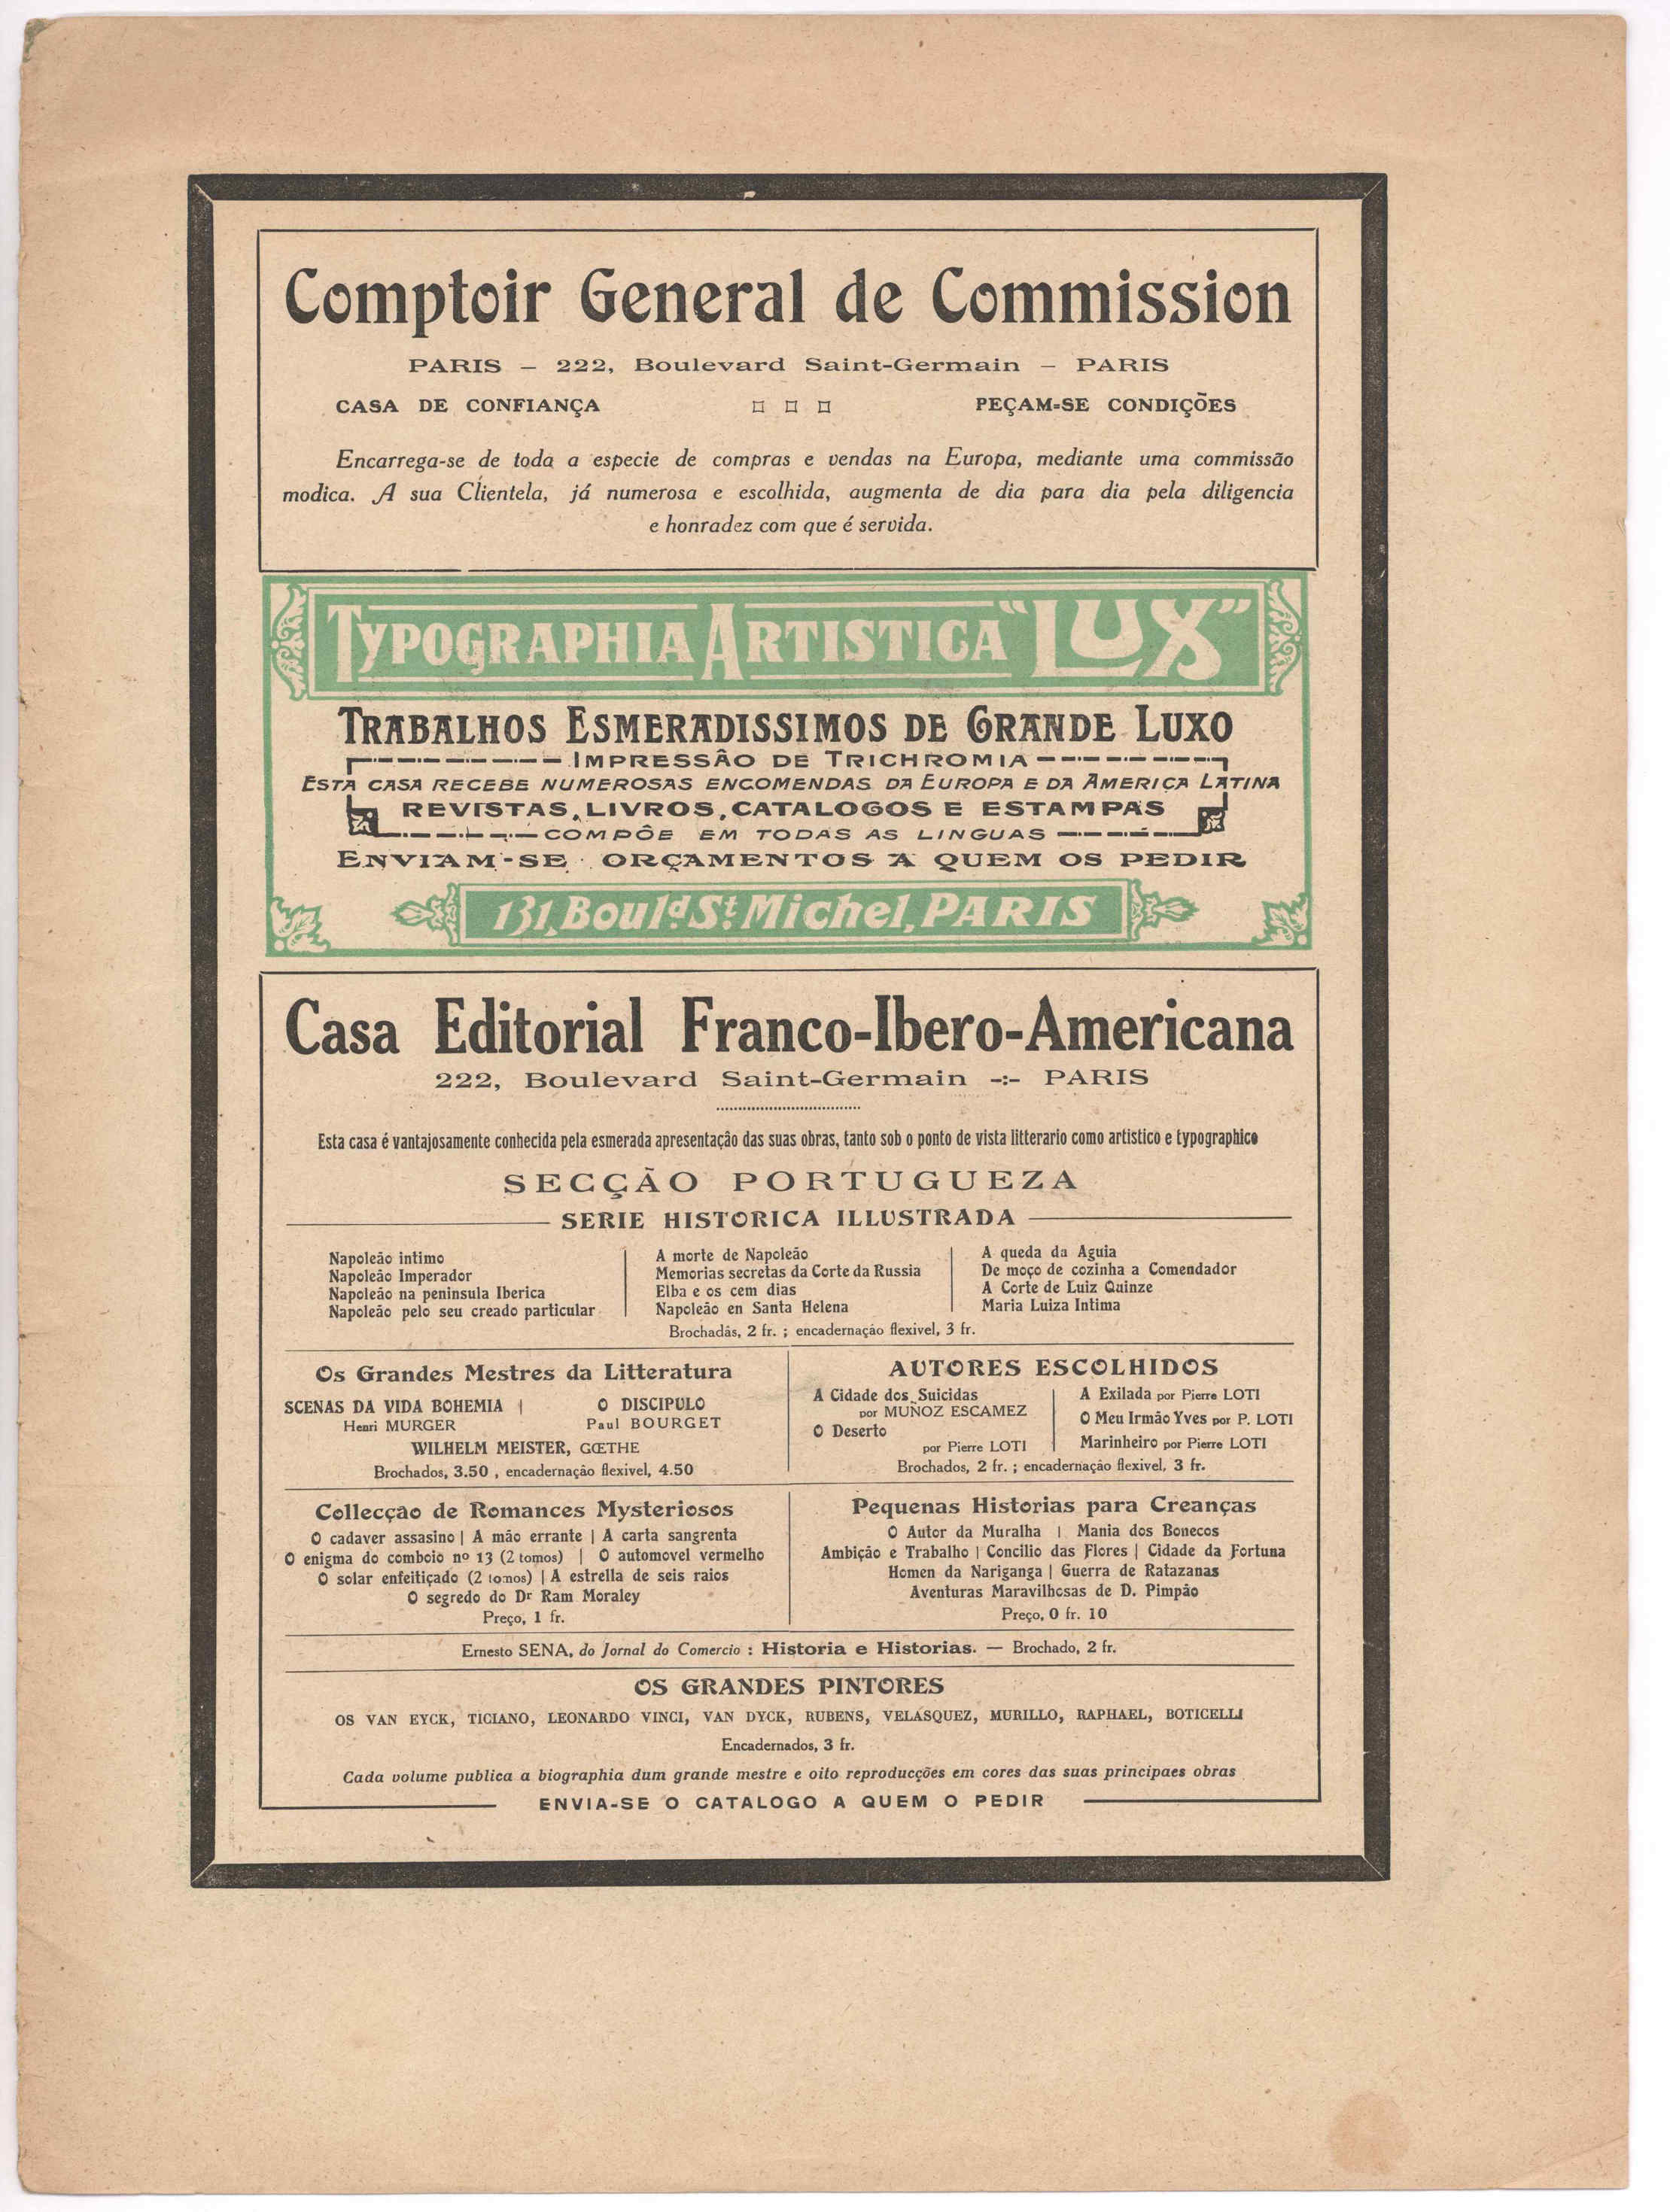 Comptoir General de Commission
PARIS – 222, Boulevard Saint-Germain – PARIS
CASA DE CONFIANÇA PEÇAM-SE CONDIÇÕES
Encarrega-se de toda a especie de compras e vendas na Europa, mediante uma commissão
modica. A sua Clientela, já numerosa e escolhida, augmenta de dia para dia pela diligencia
e honradez com que é servida.
TYPOGRAPHIA ARTISTICA "LUX"
TRABALHOS ESMERADISSIMOS DE GRANDE LUXO
IMPRESSÃO DE TRICHROMIA
ESTA CASA RECEBE NUMEROSAS ENCOMENDAS DA EUROPA E DA AMERICA LATINA
REVISTAS, LIVROS, CATALOGOS E ESTAMPAS
COMPÕE EM TODAS AS LINGUAS
ENVIAM-SE ORÇAMENTOS A QUEM OS PEDIR
131, Bould. St. Michel, PARIS
Casa Editorial Franco-Ibero-Americana
222, Boulevard Saint-Germain -:- PARIS
Esta casa é vantajosamente conhecida pela esmerada apresentação das suas obras, tanto sob o ponto de vista litterario como artistico e typographico
SECÇÃO PORTUGUEZA
SERIE HISTORICA ILLUSTRADA
Napoleão intimo
Napoleão Imperador
Napoleão na peninsula Iberica
Napoleão pelo seu creado particular
A morte de Napoleão
Memorias secretas da Corte da Russia
Elba e os cem dias
Napoleão en Santa Helena
A queda da Aguia
De moço de cozinha a Comendador
A Corte de Luiz Quinze
Maria Luiza Intima
Brochadas, 2 fr. ; encadernação flexivel, 3 fr.
Os Grandes Mestres da Litteratura
SCENAS DA VIDA BOHEMIA | O DISCIPULO
Henri MURGER Paul BOURGET
WILHELM MEISTER, GŒTHE
Brochados, 3.50 , encadernação flexivel, 4.50
AUTORES ESCOLHIDOS
A Cidade dos Suicidas
por MUÑOZ ESCAMEZ
O Deserto
por Pierre LOTI
A Exilada por Pierre LOTI
O Meu Irmão Yves por P. LOTI
Marinheiro por Pierre LOTI
Brochados, 2 fr. ; encadernação flexivel, 3 fr.
Collecção de Romances Mysteriosos
O cadaver assasino | A mão errante | A carta sangrenta
O enigma do comboio nº 13 (2 tomos) | O automovel vermelho
O solar enfeitiçado (2 tomos) | A estrella de seis raios
O segredo do Dr Ram Moraley
Preço, 1 fr.
Pequenas Historias para Creanças
O Autor da Muralha | Mania dos Bonecos
Ambição e Trabalho | Concilio das Flores | Cidade da Fortuna
Homen da Nariganga | Guerra de Ratazanas
Aventuras Maravilhosas de D. Pimpão
Preço, 0 fr. 10
Ernesto SENA, do Jornal do Comercio : Historia e Historias. — Brochado, 2 fr.
OS GRANDES PINTORES
OS VAN EYCK, TICIANO, LEONARDO VINCI, VAN DYCK, RUBENS, VELASQUEZ, MURILLO, RAPHAEL, BOTICELLI
Encadernados, 3 fr.
Cada volume publica a biographia dum grande mestre e oito reproducções em cores das suas principaes obras
ENVIA-SE O CATALOGO A QUEM O PEDIR